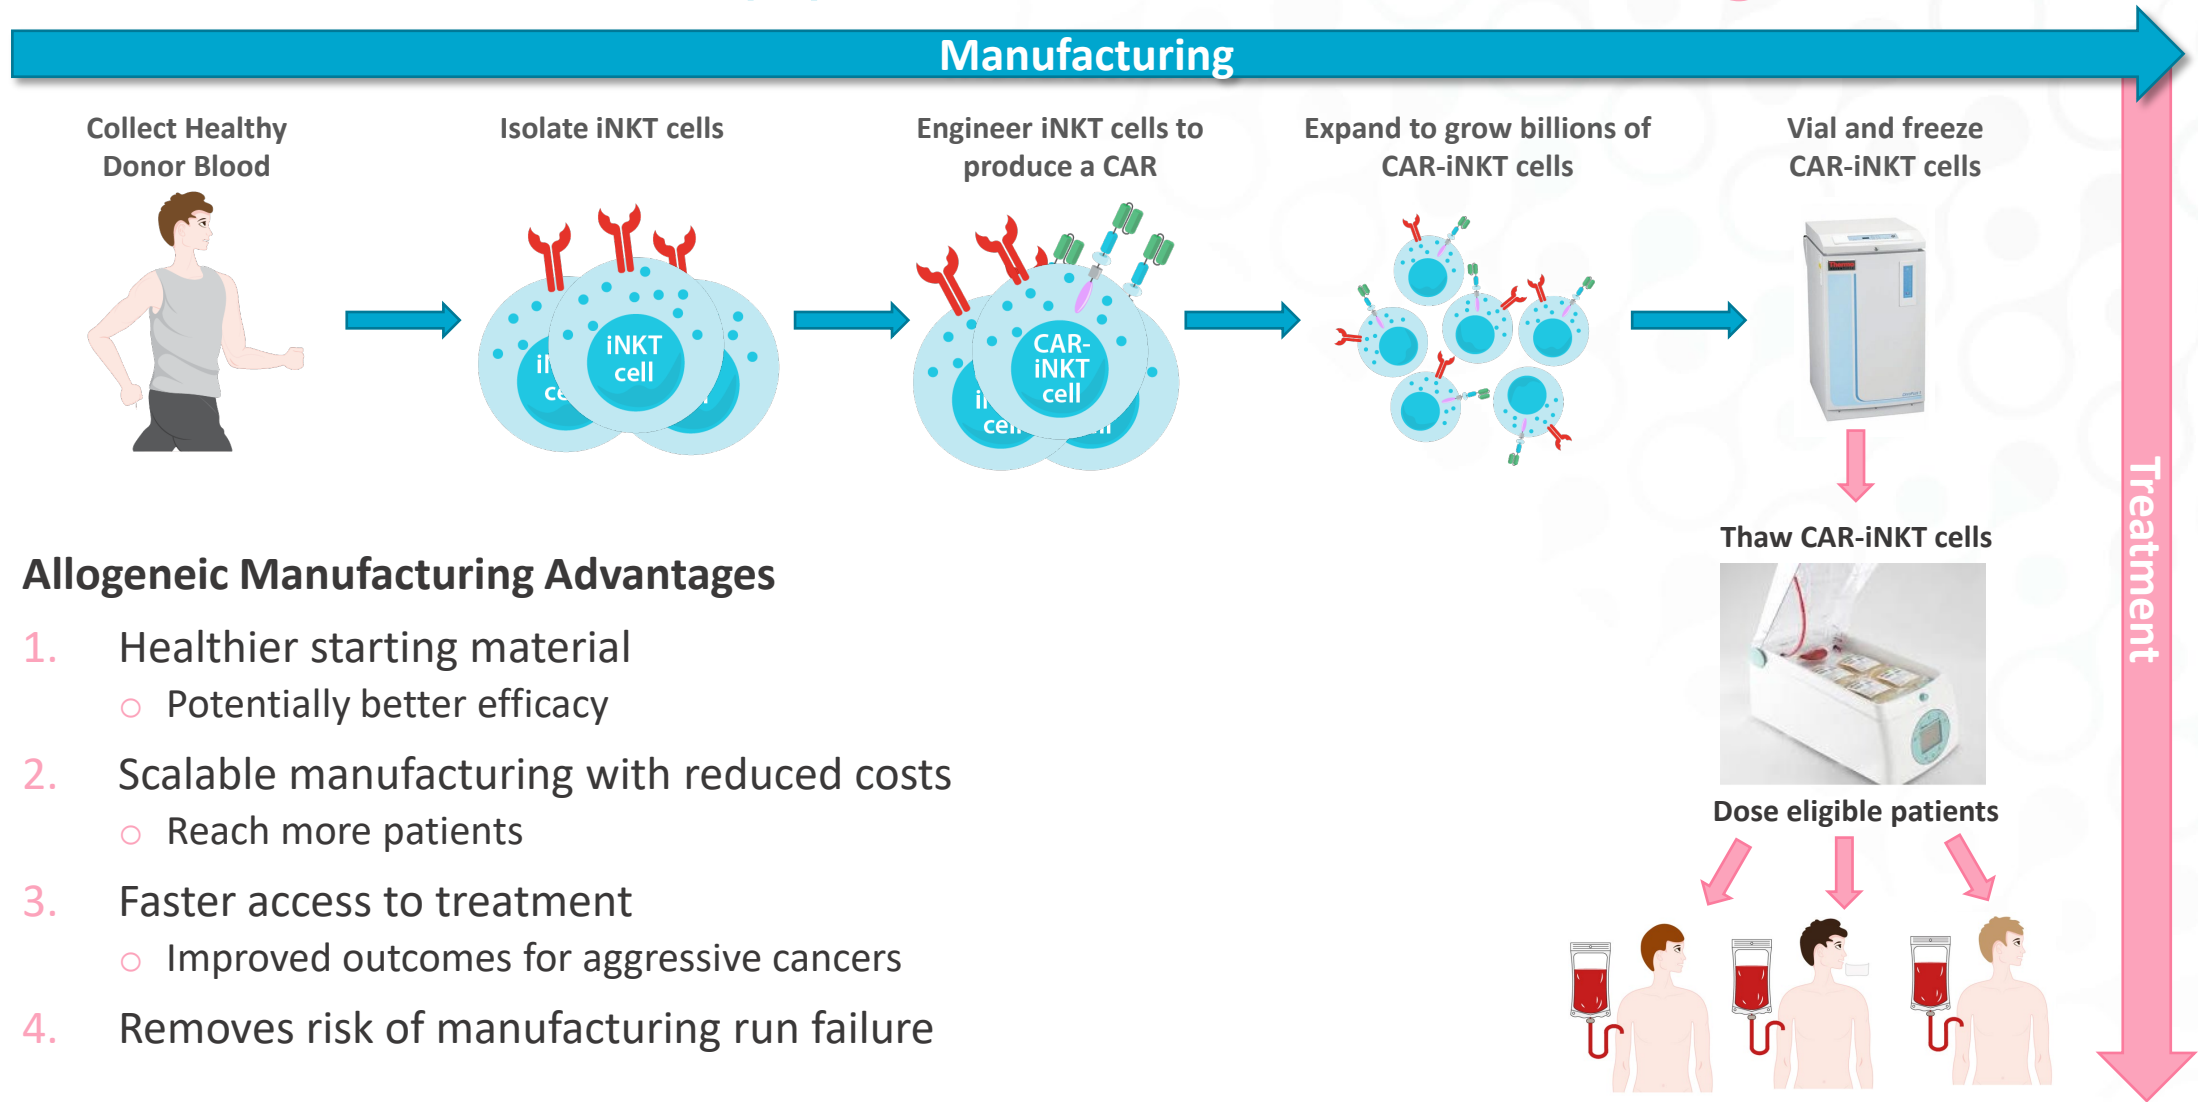 Manufacturing
Collect Healthy
Donor Blood
Isolate iNKT cells
Engineer iNKT cells to
produce a CAR
Expand to grow billions of
CAR-iNKT cells
Vial and freeze
CAR-iNKT cells
iNKT
cell
CAR-
iNKT
cell
Thermo
Treatment
Thaw CAR-iNKT cells
Dose eligible patients
Allogeneic Manufacturing Advantages
1. Healthier starting material
o Potentially better efficacy
2. Scalable manufacturing with reduced costs
o Reach more patients
3. Faster access to treatment
o Improved outcomes for aggressive cancers
4. Removes risk of manufacturing run failure